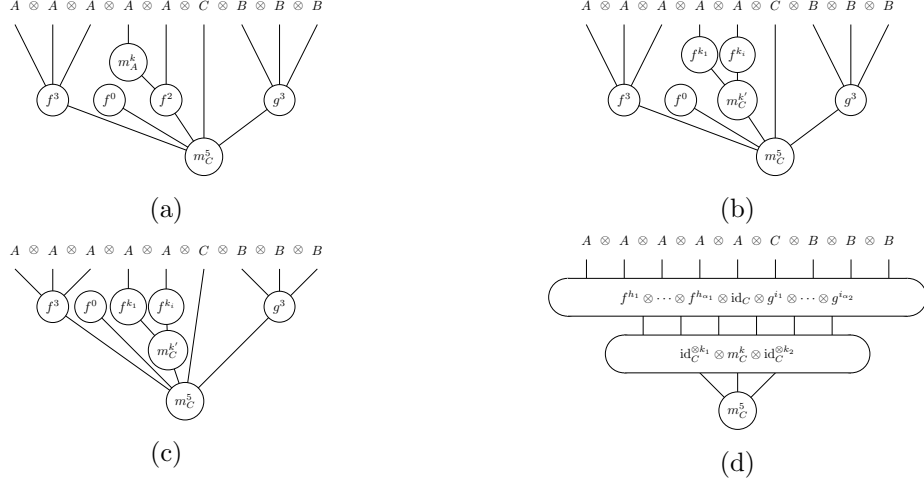 A ⊗ A ⊗ A ⊗ A ⊗ A ⊗ C ⊗ B ⊗ B ⊗ B
m_A^k
f^3 f^0 f^2 g^3
m_C^5
(a)
A ⊗ A ⊗ A ⊗ A ⊗ A ⊗ C ⊗ B ⊗ B ⊗ B
f^{k_1} f^{k_i}
f^3 f^0 m_C^{k'} g^3
m_C^5
(b)
A ⊗ A ⊗ A ⊗ A ⊗ A ⊗ C ⊗ B ⊗ B ⊗ B
f^3 f^0 f^{k_1} f^{k_i} g^3
m_C^{k'}
m_C^5
(c)
A ⊗ A ⊗ A ⊗ A ⊗ A ⊗ C ⊗ B ⊗ B ⊗ B
f^{h_1} ⊗ ⋯ ⊗ f^{h_{α_1}} ⊗ id_C ⊗ g^{i_1} ⊗ ⋯ ⊗ g^{i_{α_2}}
id_C^{⊗k_1} ⊗ m_C^k ⊗ id_C^{⊗k_2}
m_C^5
(d)